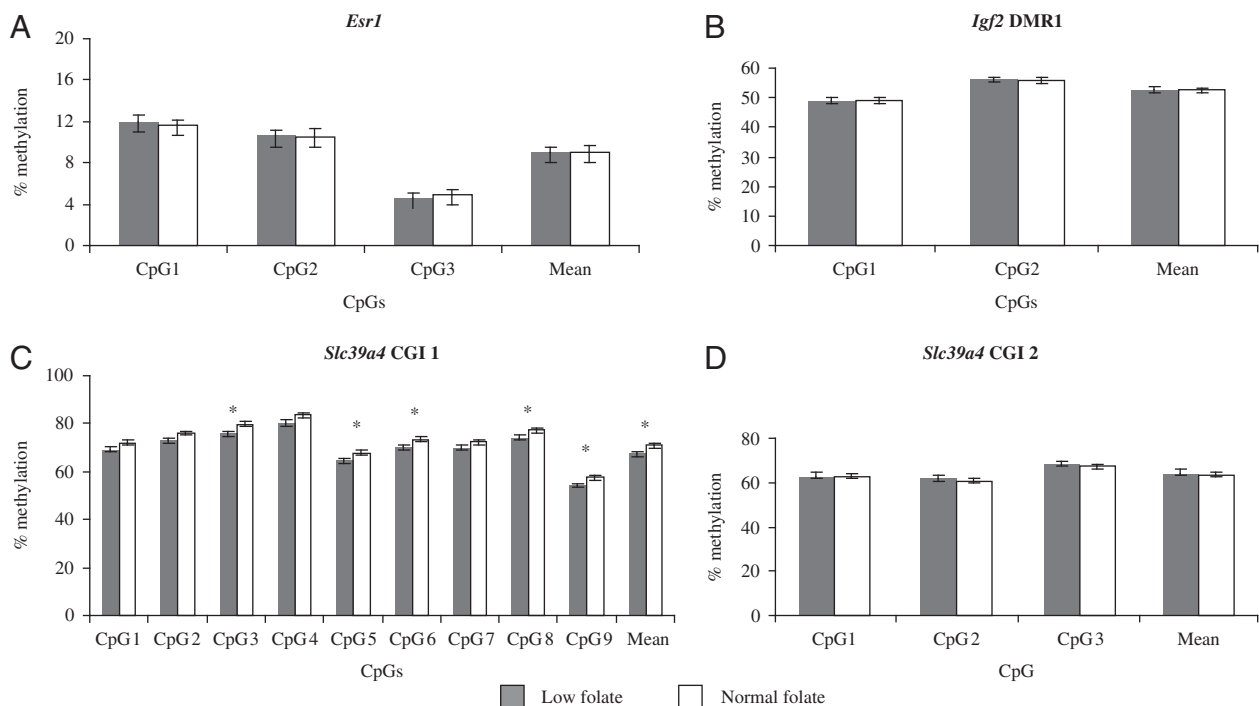 A
Esr1
20
16
12
8
4
0
% methylation
CpG1 CpG2 CpG3 Mean
CpGs
B
Igf2 DMR1
60
50
40
30
20
10
0
% methylation
CpG1 CpG2 Mean
CpGs
C
Slc39a4 CGI 1
100
80
60
40
20
0
% methylation
* * * * * *
CpG1 CpG2 CpG3 CpG4 CpG5 CpG6 CpG7 CpG8 CpG9 Mean
CpGs
D
Slc39a4 CGI 2
100
80
60
40
20
0
% methylation
CpG1 CpG2 CpG3 Mean
CpG
Low folate Normal folate